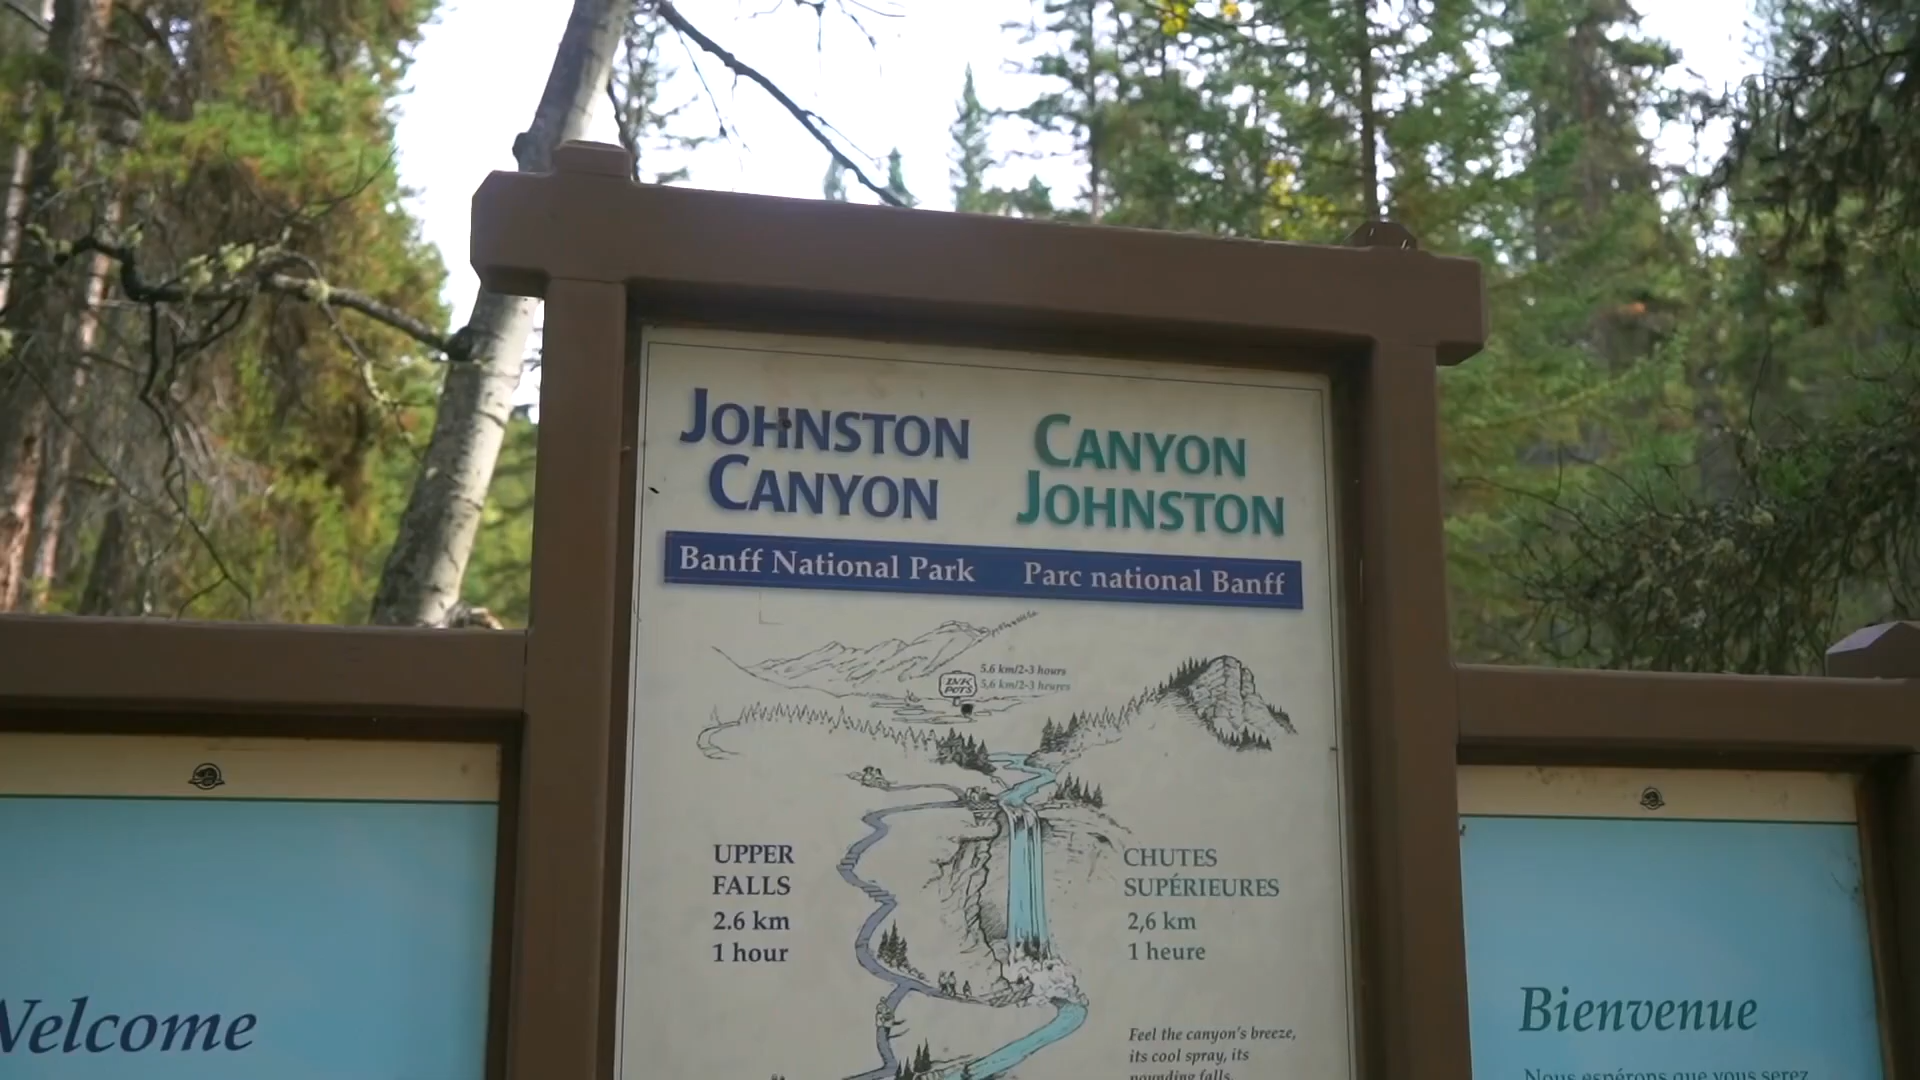 JOHNSTON
CANYON
CANYON
JOHNSTON
Banff National Park
Parc national Banff
INK
POTS
5.6 km/2-3 hours
5,6 km/2-3 heures
UPPER
FALLS
2.6 km
1 hour
CHUTES
SUPÉRIEURES
2,6 km
1 heure
Feel the canyon's breeze,
its cool spray, its
pounding falls.
Welcome
Bienvenue
Nous espérons que vous serez